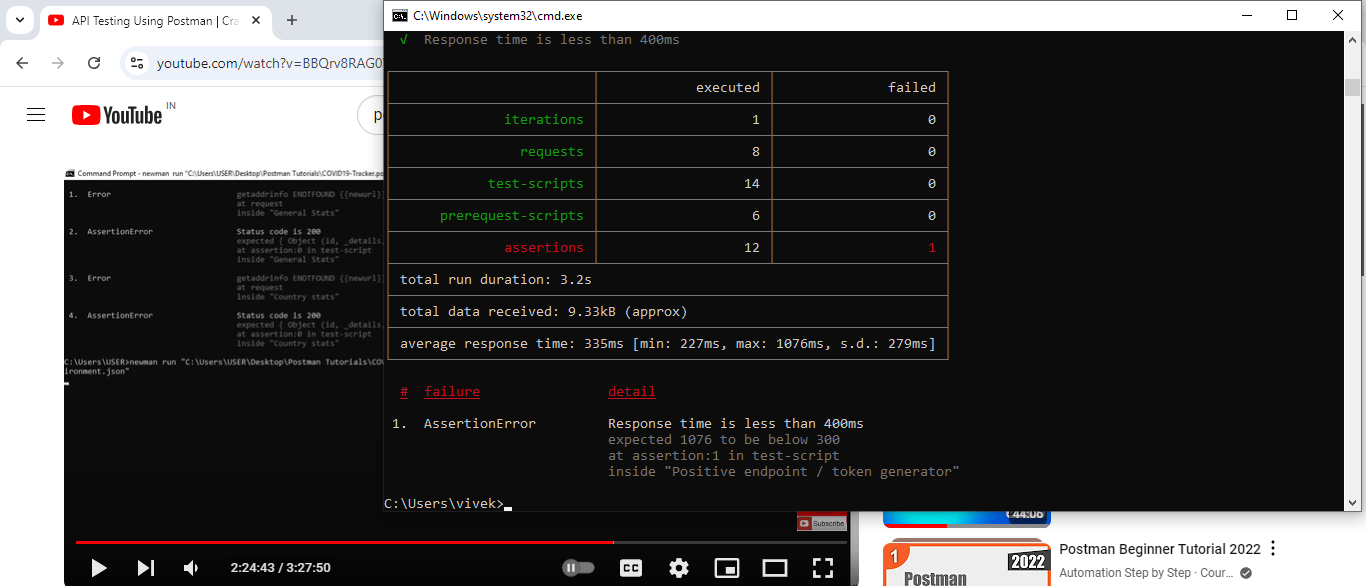 API Testing Using Postman | Cra
youtube.com/watch?v=BBQrv8RAG0
YouTube IN
p
Command Prompt - newman run "C:\Users\USER\Desktop\Postman Tutorials\COVID19-Tracker.po
1. Error getaddrinfo ENOTFOUND {{newurl}}
at request
inside "General Stats"
2. AssertionError Status code is 200
expected { Object (id, _details,
at assertion:0 in test-script
inside "General Stats"
3. Error getaddrinfo ENOTFOUND {{newurl}}
at request
inside "Country stats"
4. AssertionError Status code is 200
expected { Object (id, _details,
at assertion:0 in test-script
inside "Country stats"
C:\Users\USER>newman run "C:\Users\USER\Desktop\Postman Tutorials\COV
ironment.json"
Subscribe
2:24:43 / 3:27:50
CC
C:\Windows\system32\cmd.exe
√ Response time is less than 400ms
executed failed
iterations 1 0
requests 8 0
test-scripts 14 0
prerequest-scripts 6 0
assertions 12 1
total run duration: 3.2s
total data received: 9.33kB (approx)
average response time: 335ms [min: 227ms, max: 1076ms, s.d.: 279ms]
# failure detail
1. AssertionError Response time is less than 400ms
expected 1076 to be below 300
at assertion:1 in test-script
inside "Positive endpoint / token generator"
C:\Users\vivek>
44:06
1
2022
Postman
Postman Beginner Tutorial 2022
Automation Step by Step · Cour...